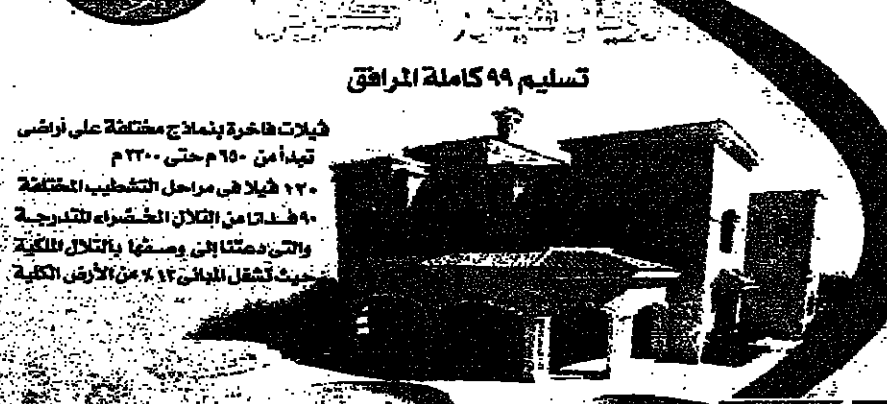 تسليم ٩٩ كاملة المرافق
فيلات فاخرة بنماذج مختلفة على أراضى
تبدأ من ٦٥٠ م حتى ٢٢٠٠ م
١٢٠ فيلا فى مراحل التشطيب المختلفة
٩٠ فدانا من التلال الخضراء المتدرجة
والتى دعتنا إلى وصفها بالتلال الملكية
حيث تشغل المبانى ١٢ ٪ من الأرض الكلية